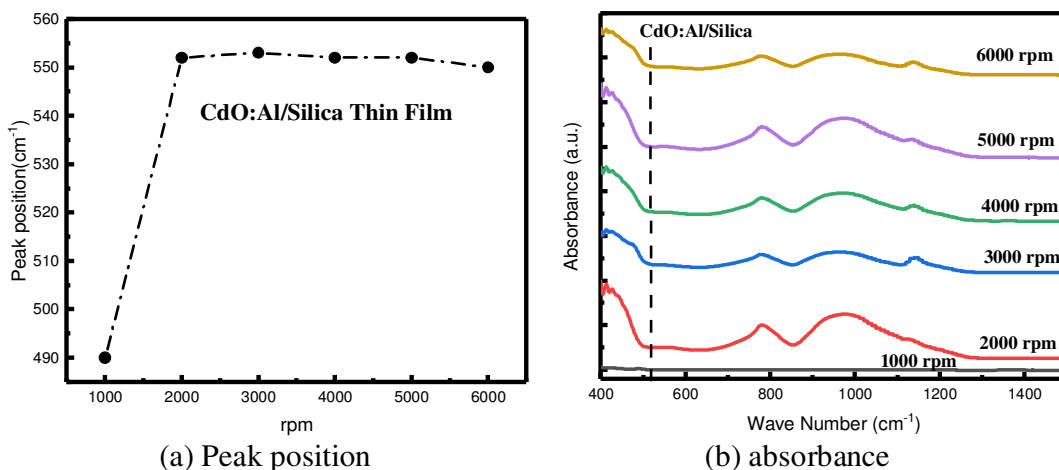 560
550
540
530
520
510
500
490
Peak position(cm-1)
CdO:Al/Silica Thin Film
1000 2000 3000 4000 5000 6000
rpm
(a) Peak position
CdO:Al/Silica
6000 rpm
5000 rpm
4000 rpm
3000 rpm
2000 rpm
1000 rpm
Absorbance (a.u.)
400 600 800 1000 1200 1400
Wave Number (cm-1)
(b) absorbance